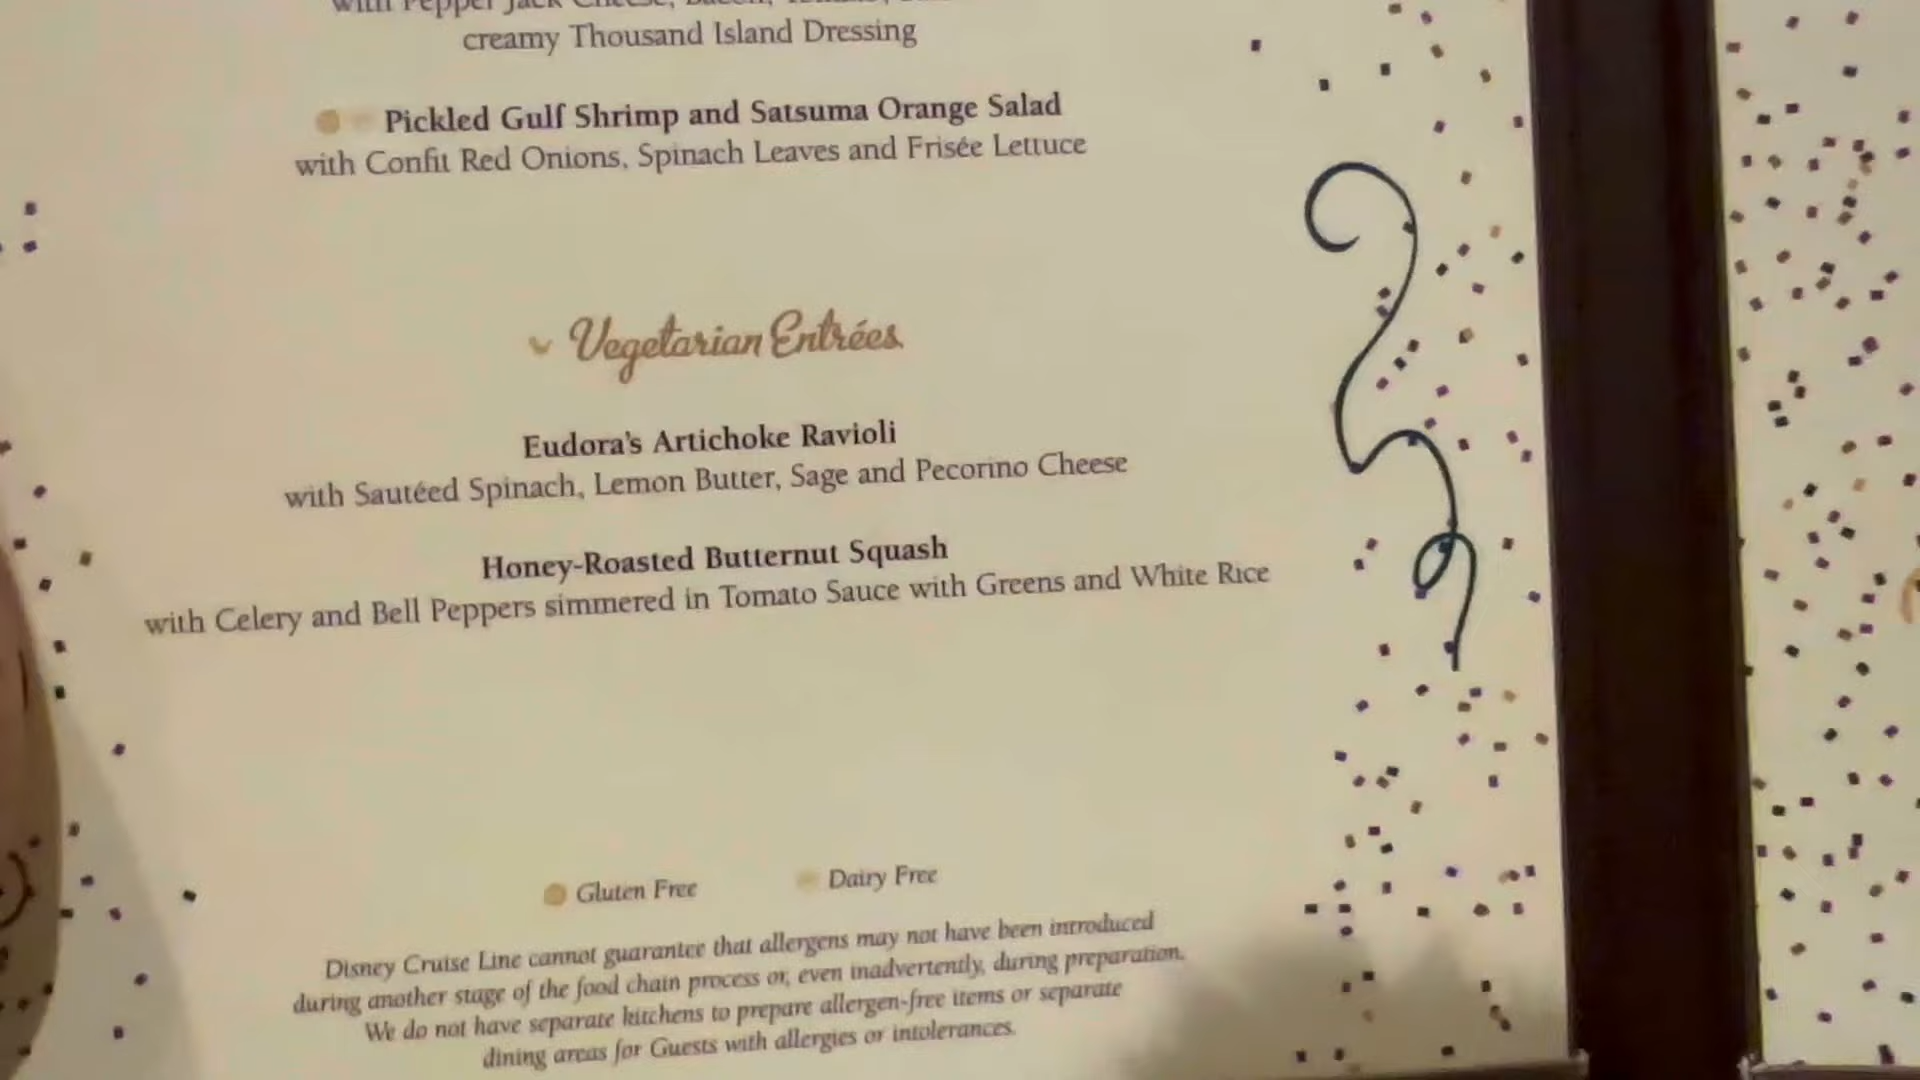 with Pepper Jack Cheese, Bacon,
creamy Thousand Island Dressing
Pickled Gulf Shrimp and Satsuma Orange Salad
with Confit Red Onions, Spinach Leaves and Frisée Lettuce
Vegetarian Entrées
Eudora's Artichoke Ravioli
with Sautéed Spinach, Lemon Butter, Sage and Pecorino Cheese
Honey-Roasted Butternut Squash
with Celery and Bell Peppers simmered in Tomato Sauce with Greens and White Rice
Gluten Free Dairy Free
Disney Cruise Line cannot guarantee that allergens may not have been introduced
during another stage of the food chain process or, even inadvertently, during preparation.
We do not have separate kitchens to prepare allergen-free items or separate
dining areas for Guests with allergies or intolerances.